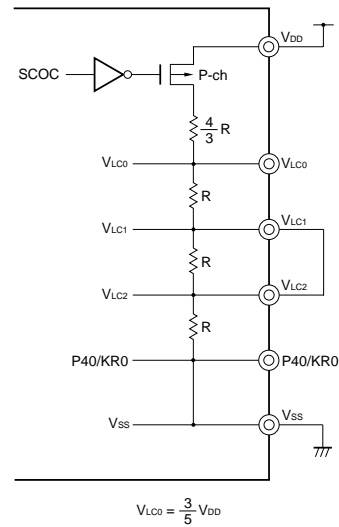 VDD
SCOC
P-ch
4/3 R
VLC0
VLC0
R
VLC1
VLC1
R
VLC2
VLC2
R
P40/KR0
P40/KR0
VSS
VSS
VLC0 = 3/5 VDD